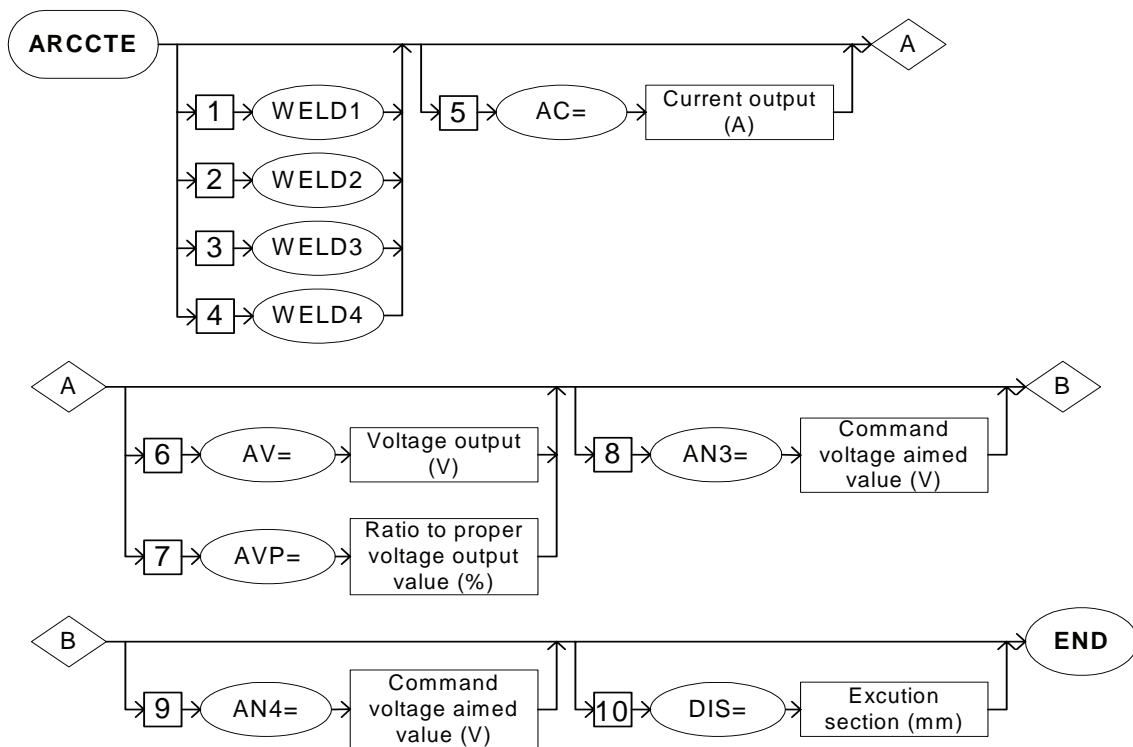 ARCCTE
A
1 WELD1
5 AC= Current output
(A)
2 WELD2
3 WELD3
4 WELD4
A
B
6 AV= Voltage output
(V)
8 AN3= Command
voltage aimed
value (V)
7 AVP= Ratio to proper
voltage output
value (%)
B
END
9 AN4= Command
voltage aimed
value (V)
10 DIS= Excution
section (mm)